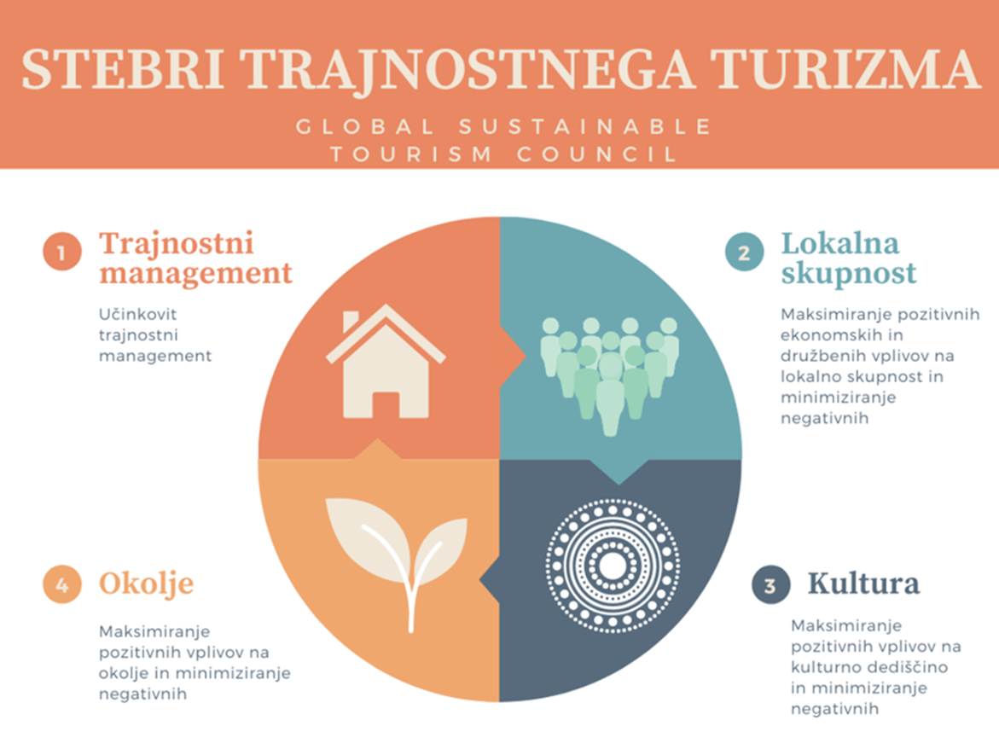 STEBRI TRAJNOSTNEGA TURIZMA
GLOBAL SUSTAINABLE
TOURISM COUNCIL
1
Trajnostni
management
Učinkovit
trajnostni
management
2
Lokalna
skupnost
Maksimiranje pozitivnih
ekonomskih in
družbenih vplivov na
lokalno skupnost in
minimiziranje
negativnih
3
Kultura
Maksimiranje
pozitivnih vplivov na
kulturno dediščino
in minimiziranje
negativnih
4
Okolje
Maksimiranje
pozitivnih vplivov na
okolje in minimiziranje
negativnih